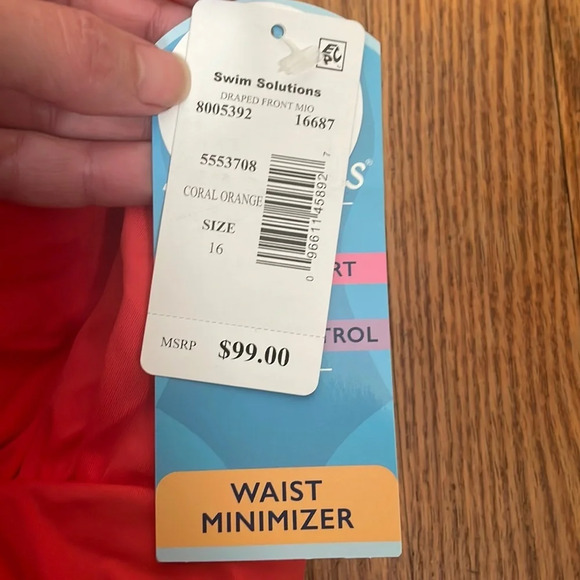 Swim Solutions
DRAPED FRONT MIO
8005392 16687
5553708
CORAL ORANGE
SIZE
16
0 96611 45892 7
MSRP $99.00
S®
RT
TROL
WAIST
MINIMIZER